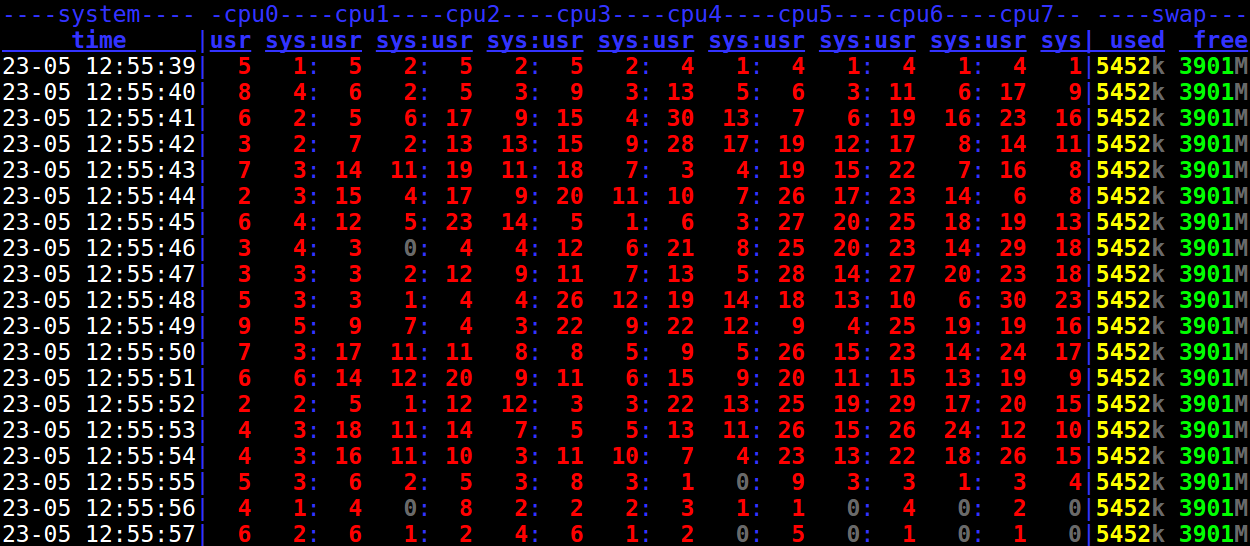 ----system---- -cpu0----cpu1----cpu2----cpu3----cpu4----cpu5----cpu6----cpu7-- ----swap---
     time     |usr sys:usr sys:usr sys:usr sys:usr sys:usr sys:usr sys:usr sys| used free
23-05 12:55:39|  5   1:  5   2:  5   2:  5   2:  4   1:  4   1:  4   1:  4   1|5452k 3901M
23-05 12:55:40|  8   4:  6   2:  5   3:  9   3: 13   5:  6   3: 11   6: 17   9|5452k 3901M
23-05 12:55:41|  6   2:  5   6: 17   9: 15   4: 30  13:  7   6: 19  16: 23  16|5452k 3901M
23-05 12:55:42|  3   2:  7   2: 13  13: 15   9: 28  17: 19  12: 17   8: 14  11|5452k 3901M
23-05 12:55:43|  7   3: 14  11: 19  11: 18   7:  3   4: 19  15: 22   7: 16   8|5452k 3901M
23-05 12:55:44|  2   3: 15   4: 17   9: 20  11: 10   7: 26  17: 23  14:  6   8|5452k 3901M
23-05 12:55:45|  6   4: 12   5: 23  14:  5   1:  6   3: 27  20: 25  18: 19  13|5452k 3901M
23-05 12:55:46|  3   4:  3   0:  4   4: 12   6: 21   8: 25  20: 23  14: 29  18|5452k 3901M
23-05 12:55:47|  3   3:  3   2: 12   9: 11   7: 13   5: 28  14: 27  20: 23  18|5452k 3901M
23-05 12:55:48|  5   3:  3   1:  4   4: 26  12: 19  14: 18  13: 10   6: 30  23|5452k 3901M
23-05 12:55:49|  9   5:  9   7:  4   3: 22   9: 22  12:  9   4: 25  19: 19  16|5452k 3901M
23-05 12:55:50|  7   3: 17  11: 11   8:  8   5:  9   5: 26  15: 23  14: 24  17|5452k 3901M
23-05 12:55:51|  6   6: 14  12: 20   9: 11   6: 15   9: 20  11: 15  13: 19   9|5452k 3901M
23-05 12:55:52|  2   2:  5   1: 12  12:  3   3: 22  13: 25  19: 29  17: 20  15|5452k 3901M
23-05 12:55:53|  4   3: 18  11: 14   7:  5   5: 13  11: 26  15: 26  24: 12  10|5452k 3901M
23-05 12:55:54|  4   3: 16  11: 10   3: 11  10:  7   4: 23  13: 22  18: 26  15|5452k 3901M
23-05 12:55:55|  5   3:  6   2:  5   3:  8   3:  1   0:  9   3:  3   1:  3   4|5452k 3901M
23-05 12:55:56|  4   1:  4   0:  8   2:  2   2:  3   1:  1   0:  4   0:  2   0|5452k 3901M
23-05 12:55:57|  6   2:  6   1:  2   4:  6   1:  2   0:  5   0:  1   0:  1   0|5452k 3901M